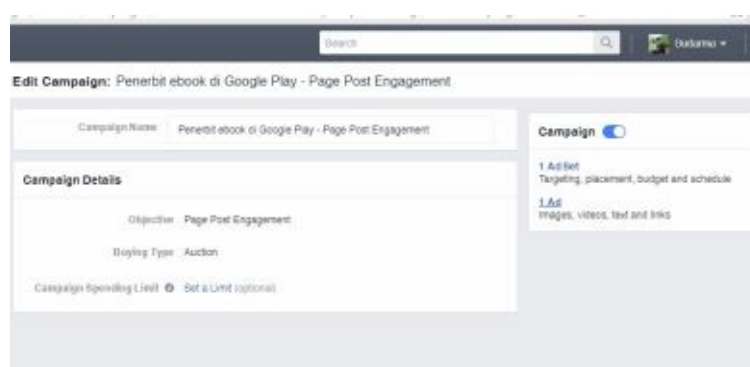 Search
Edit Campaign: Penerbit ebook di Google Play - Page Post Engagement
Campaign Name Penerbit ebook di Google Play - Page Post Engagement
Campaign
Campaign Details
1 Ad Set
Targeting, placement, budget and schedule
1 Ad
Images, videos, text and links
Objective Page Post Engagement
Buying Type Auction
Campaign Spending Limit Set a Limit (optional)